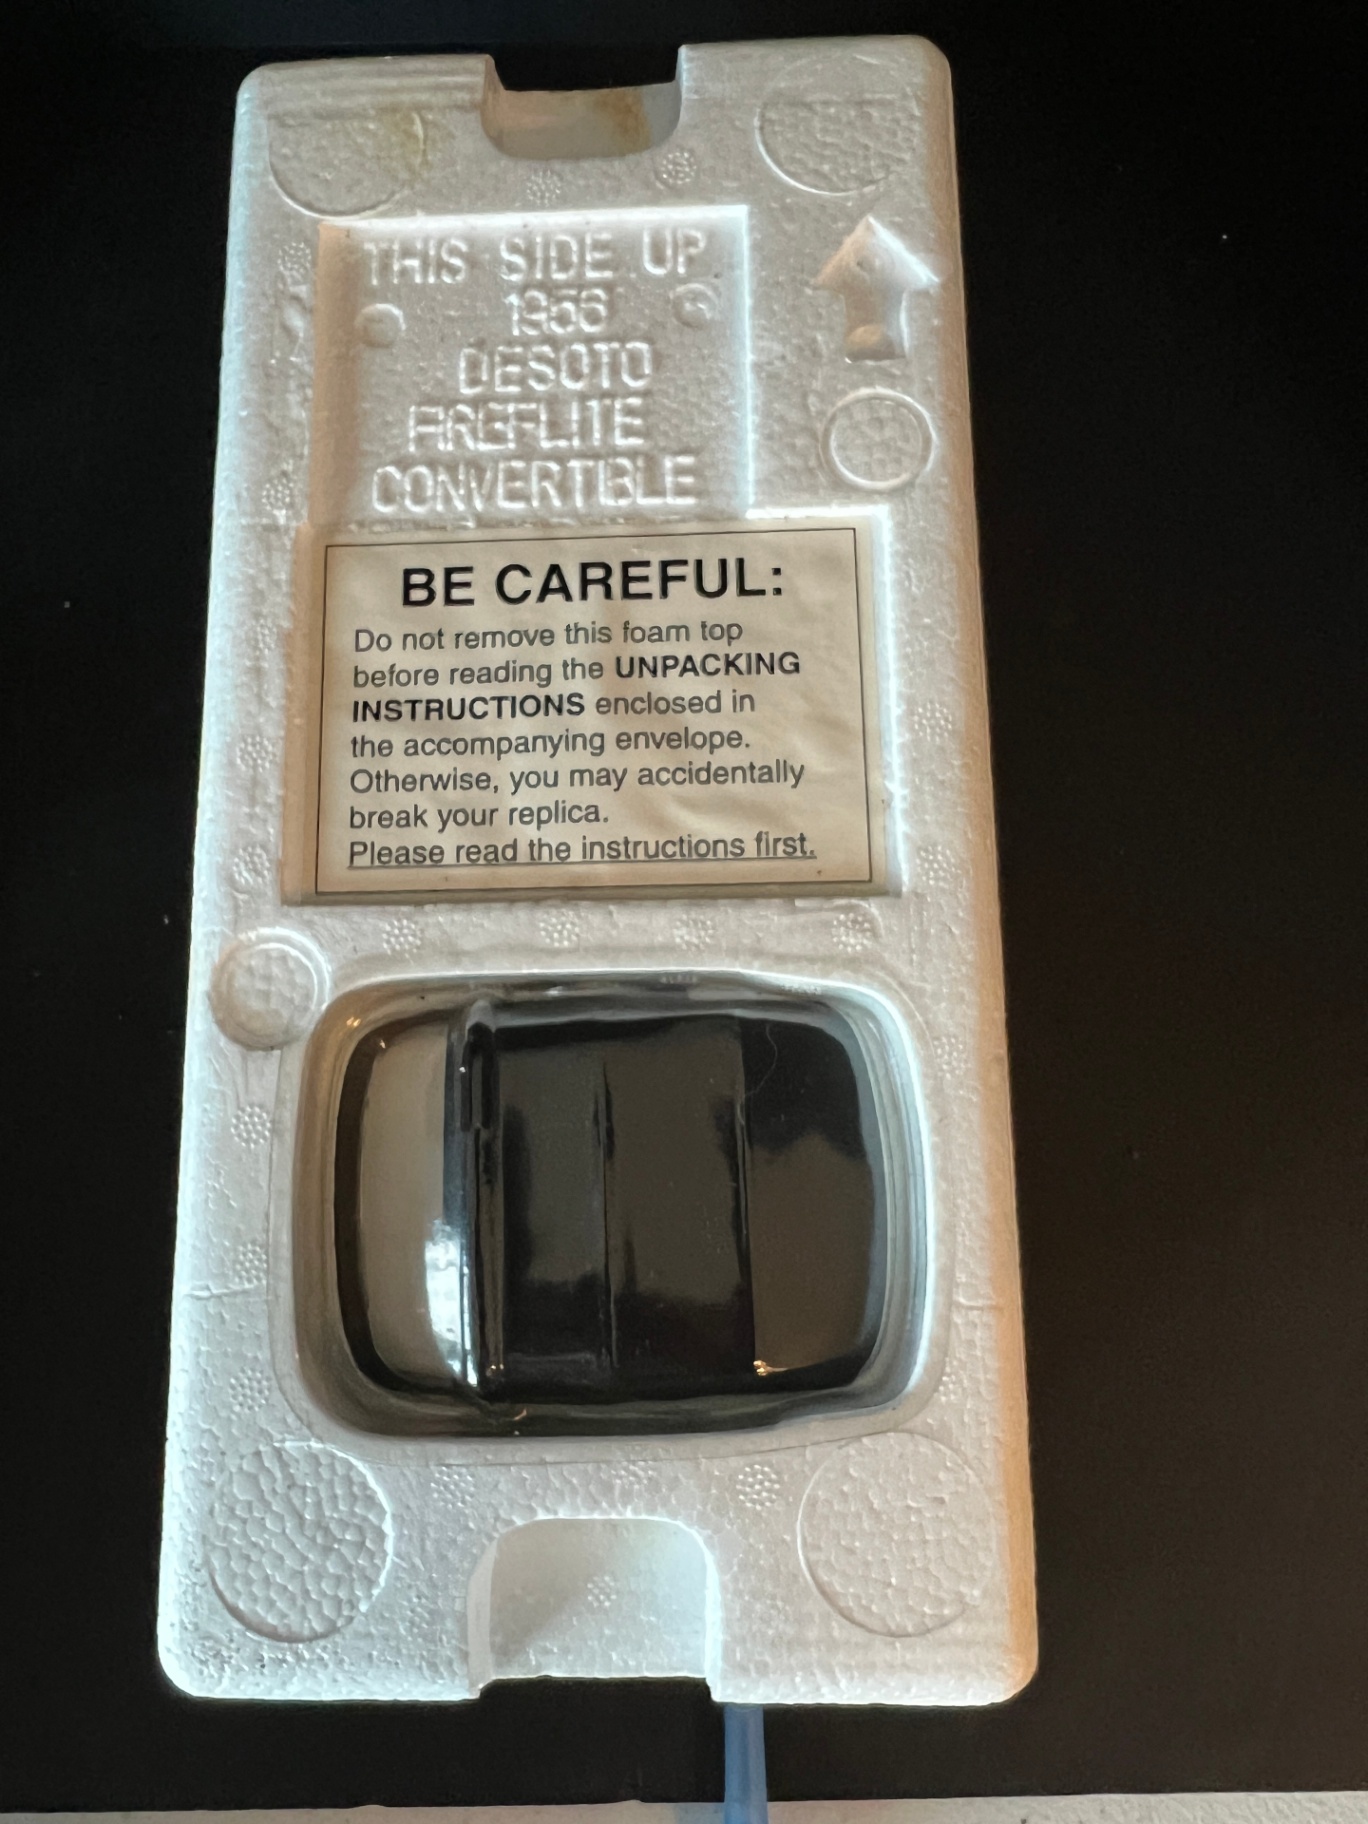 THIS SIDE UP
1956
DESOTO
FIREFLITE
CONVERTIBLE
BE CAREFUL:
Do not remove this foam top
before reading the UNPACKING
INSTRUCTIONS enclosed in
the accompanying envelope.
Otherwise, you may accidentally
break your replica.
Please read the instructions first.